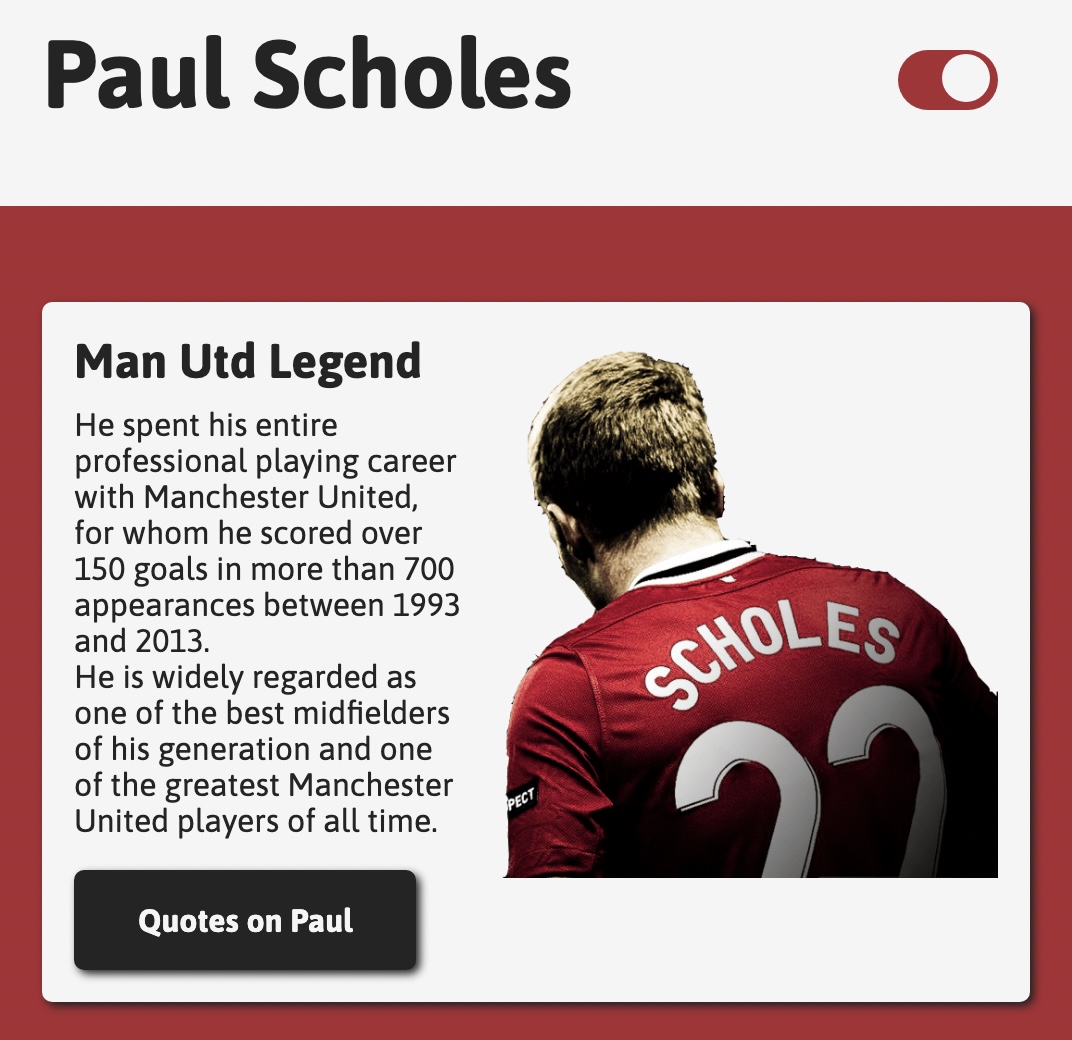 Paul Scholes
Man Utd Legend
He spent his entire
professional playing career
with Manchester United,
for whom he scored over
150 goals in more than 700
appearances between 1993
and 2013.
He is widely regarded as
one of the best midfielders
of his generation and one
of the greatest Manchester
United players of all time.
SCHOLES
22
PECT
Quotes on Paul